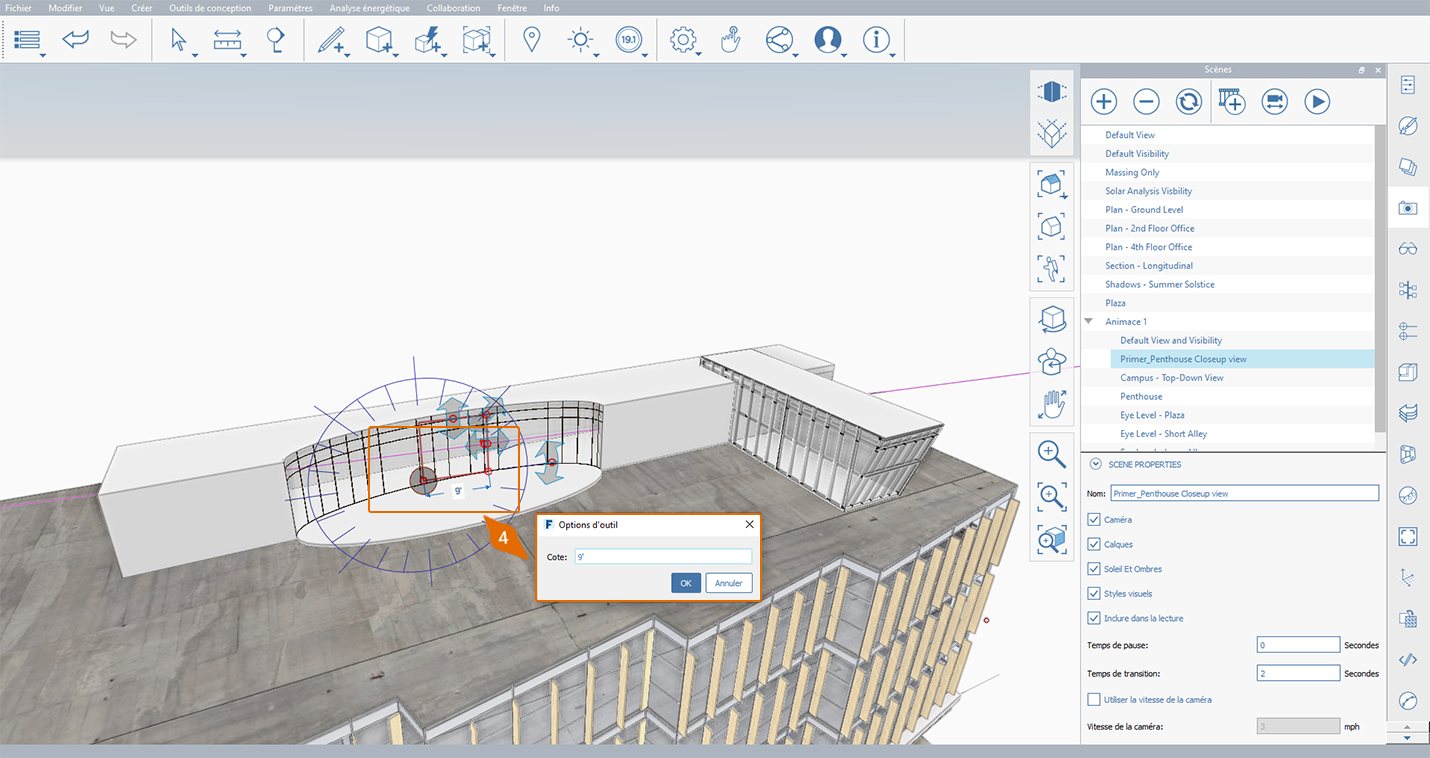 Fichier Modifier Vue Créer Outils de conception Paramètres Analyse énergétique Collaboration Fenêtre Info
19.1
Scènes
Default View
Default Visibility
Massing Only
Solar Analysis Visbility
Plan - Ground Level
Plan - 2nd Floor Office
Plan - 4th Floor Office
Section - Longitudinal
Shadows - Summer Solstice
Plaza
Animace 1
Default View and Visibility
Primer_Penthouse Closeup view
Campus - Top-Down View
Penthouse
Eye Level - Plaza
Eye Level - Short Alley
SCENE PROPERTIES
Nom: Primer_Penthouse Closeup view
Caméra
Calques
Soleil Et Ombres
Styles visuels
Inclure dans la lecture
Temps de pause: 0 Secondes
Temps de transition: 2 Secondes
Utiliser la vitesse de la caméra
Vitesse de la caméra: 3 mph
9'
4
F Options d'outil
Cote: 9'
OK Annuler